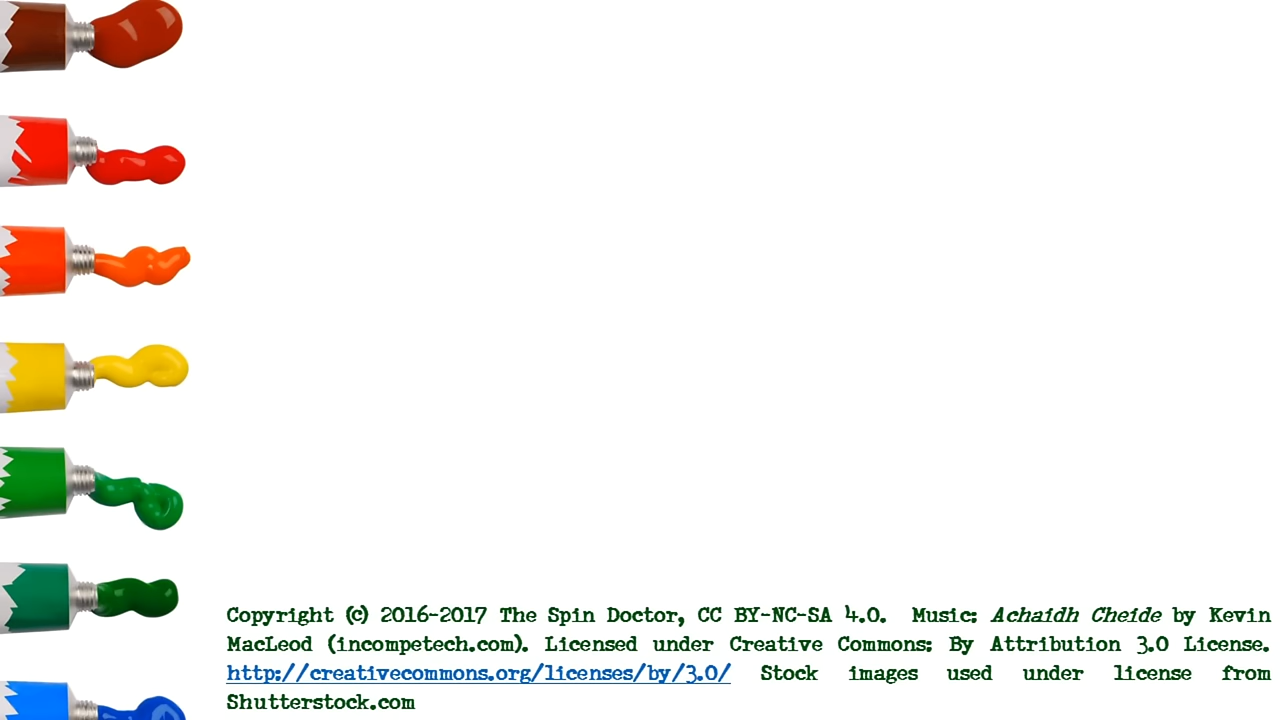 Copyright (c) 2016-2017 The Spin Doctor, CC BY-NC-SA 4.0. Music: Achaidh Cheide by Kevin
MacLeod (incompetech.com). Licensed under Creative Commons: By Attribution 3.0 License.
http://creativecommons.org/licenses/by/3.0/ Stock images used under license from
Shutterstock.com